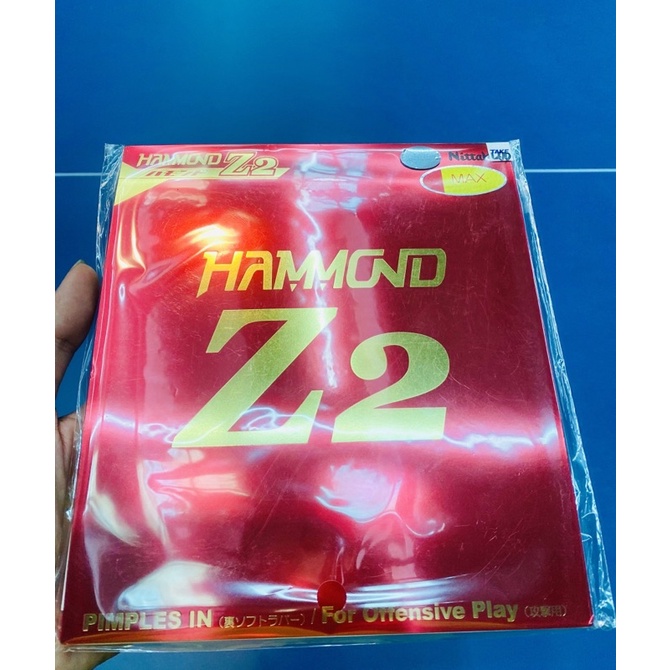 HAMMOND Z2
Nittaku
MAX
HAMMOND
Z2
PIMPLES IN (裏ソフトラバー) / For Offensive Play (攻撃用)